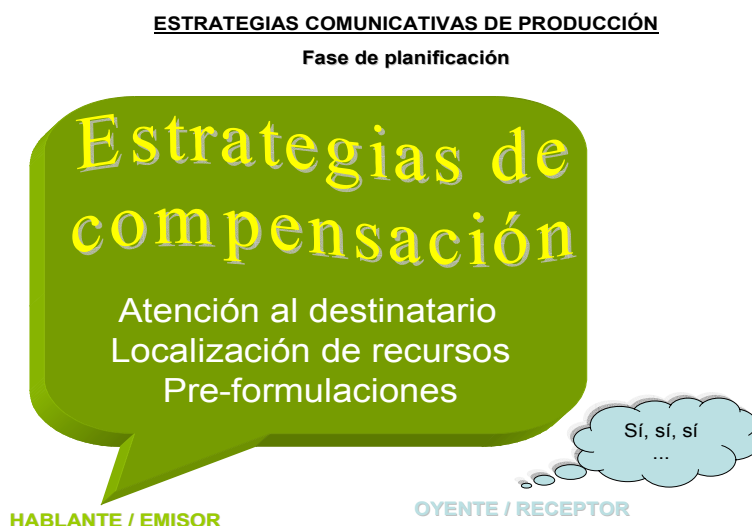 ESTRATEGIAS COMUNICATIVAS DE PRODUCCIÓN
Fase de planificación
Estrategias de
compensación
Atención al destinatario
Localización de recursos
Pre-formulaciones
Sí, sí, sí
...
OYENTE / RECEPTOR
HABLANTE / EMISOR